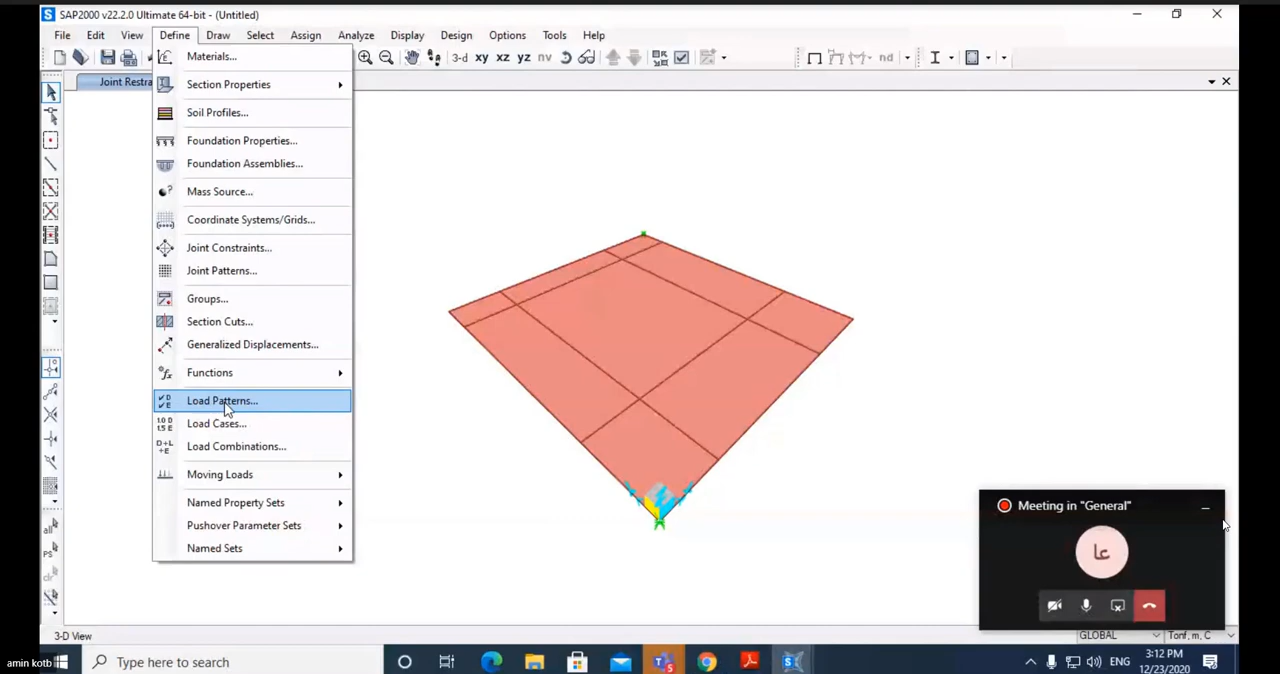 SAP2000 v22.2.0 Ultimate 64-bit - (Untitled)
File Edit View Define Draw Select Assign Analyze Display Design Options Tools Help
3-d xy xz yz nv nd
Joint Restra
Materials...
Section Properties
Soil Profiles...
Foundation Properties...
Foundation Assemblies...
Mass Source...
Coordinate Systems/Grids...
Joint Constraints...
Joint Patterns...
Groups...
Section Cuts...
Generalized Displacements...
Functions
Load Patterns...
Load Cases...
Load Combinations...
Moving Loads
Named Property Sets
Pushover Parameter Sets
Named Sets
Meeting in "General"
عا
3-D View
GLOBAL
Tonf, m, C
amin kotb
Type here to search
ENG
3:12 PM
12/23/2020